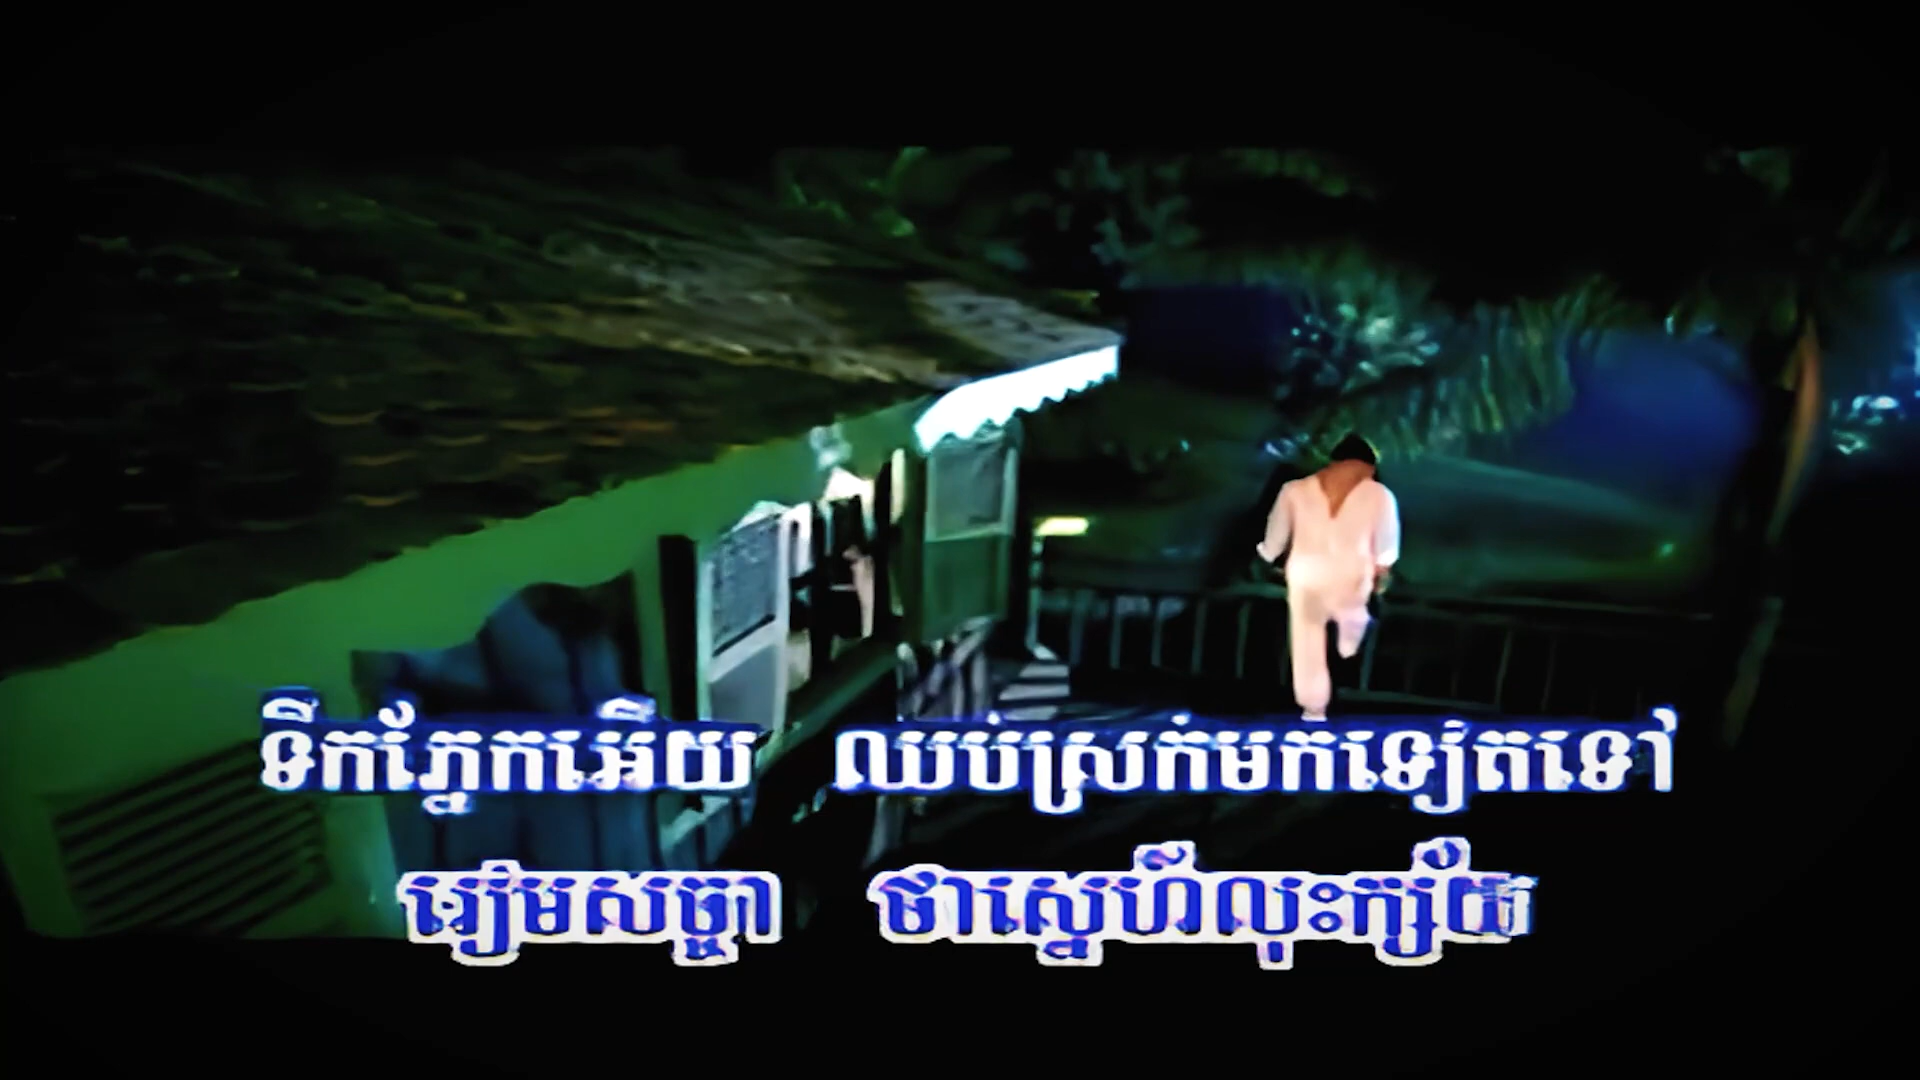 ទឹកភ្នែកអើយ ឈប់ស្រក់មកទៀតទៅ
រៀមសច្ចា ថាស្នេហ៍លុះក្ស័យ